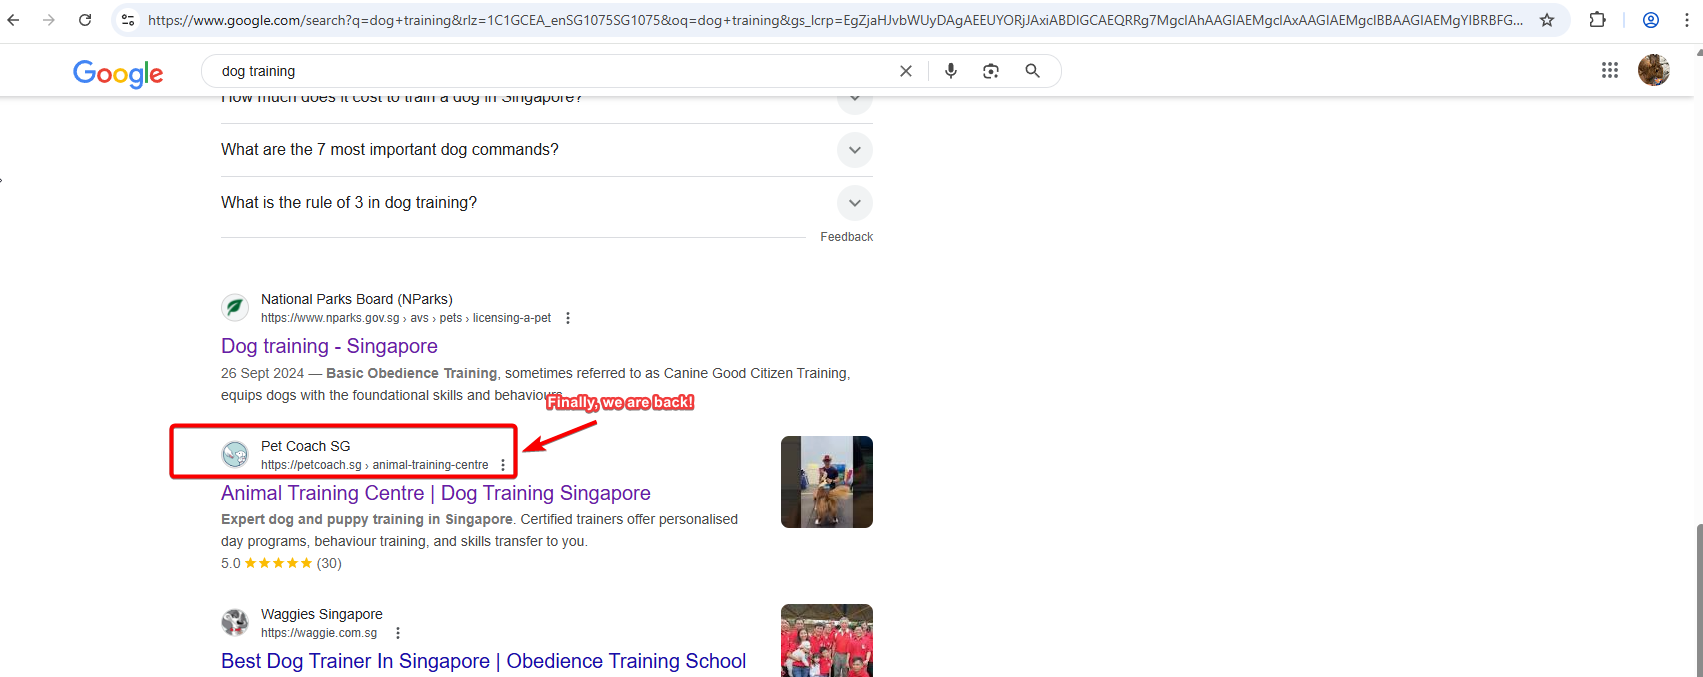 https://www.google.com/search?q=dog+training&rlz=1C1GCEA_enSG1075SG1075&oq=dog+training&gs_lcrp=EgZjaHJvbWUyDAgAEEUYORjJAxiABDIGCAEQRRg7MgcIAhAAGIAEMgcIAxAAGIAEMgcIBBAAGIAEMgYIBRBFG...
Google
dog training
How much does it cost to train a dog in Singapore?
What are the 7 most important dog commands?
What is the rule of 3 in dog training?
Feedback
National Parks Board (NParks)
https://www.nparks.gov.sg › avs › pets › licensing-a-pet
Dog training - Singapore
26 Sept 2024 — Basic Obedience Training, sometimes referred to as Canine Good Citizen Training,
equips dogs with the foundational skills and behaviours
Finally, we are back!
Pet Coach SG
https://petcoach.sg › animal-training-centre
Animal Training Centre | Dog Training Singapore
Expert dog and puppy training in Singapore. Certified trainers offer personalised
day programs, behaviour training, and skills transfer to you.
5.0 ★★★★★ (30)
Waggies Singapore
https://waggie.com.sg
Best Dog Trainer In Singapore | Obedience Training School